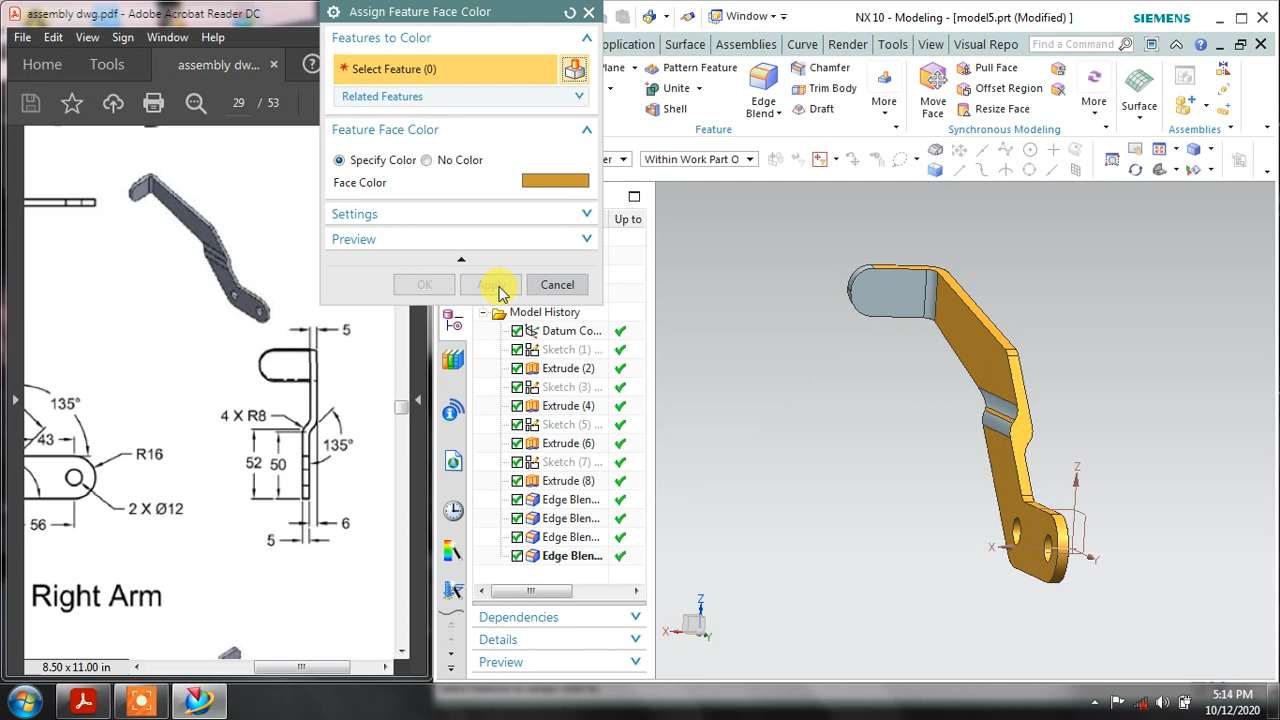 assembly dwg.pdf - Adobe Acrobat Reader DC
File Edit View Sign Window Help
Home Tools assembly dw...
29 / 53
5
4 X R8
135°
135°
43
R16
52 50
2 X Ø12
56
6
5
Right Arm
8.50 x 11.00 in
Assign Feature Face Color
Features to Color
* Select Feature (0)
Related Features
Feature Face Color
Specify Color No Color
Face Color
Settings
Preview
OK Apply Cancel
Window
NX 10 - Modeling - [model5.prt (Modified) ]
SIEMENS
Surface Assemblies Curve Render Tools View Visual Repo Find a Command
Pattern Feature
Unite
Shell
Edge
Blend
Chamfer
Trim Body
Draft
More
Feature
Move
Face
Pull Face
Offset Region
Resize Face
More
Synchronous Modeling
Surface
Assemblies
Within Work Part O
Up to
Model History
Datum Co...
Sketch (1) ...
Extrude (2)
Sketch (3) ...
Extrude (4)
Sketch (5) ...
Extrude (6)
Sketch (7) ...
Extrude (8)
Edge Blen...
Edge Blen...
Edge Blen...
Edge Blen...
Dependencies
Details
Preview
Z
X
Y
Z
X
Y
5:14 PM
10/12/2020